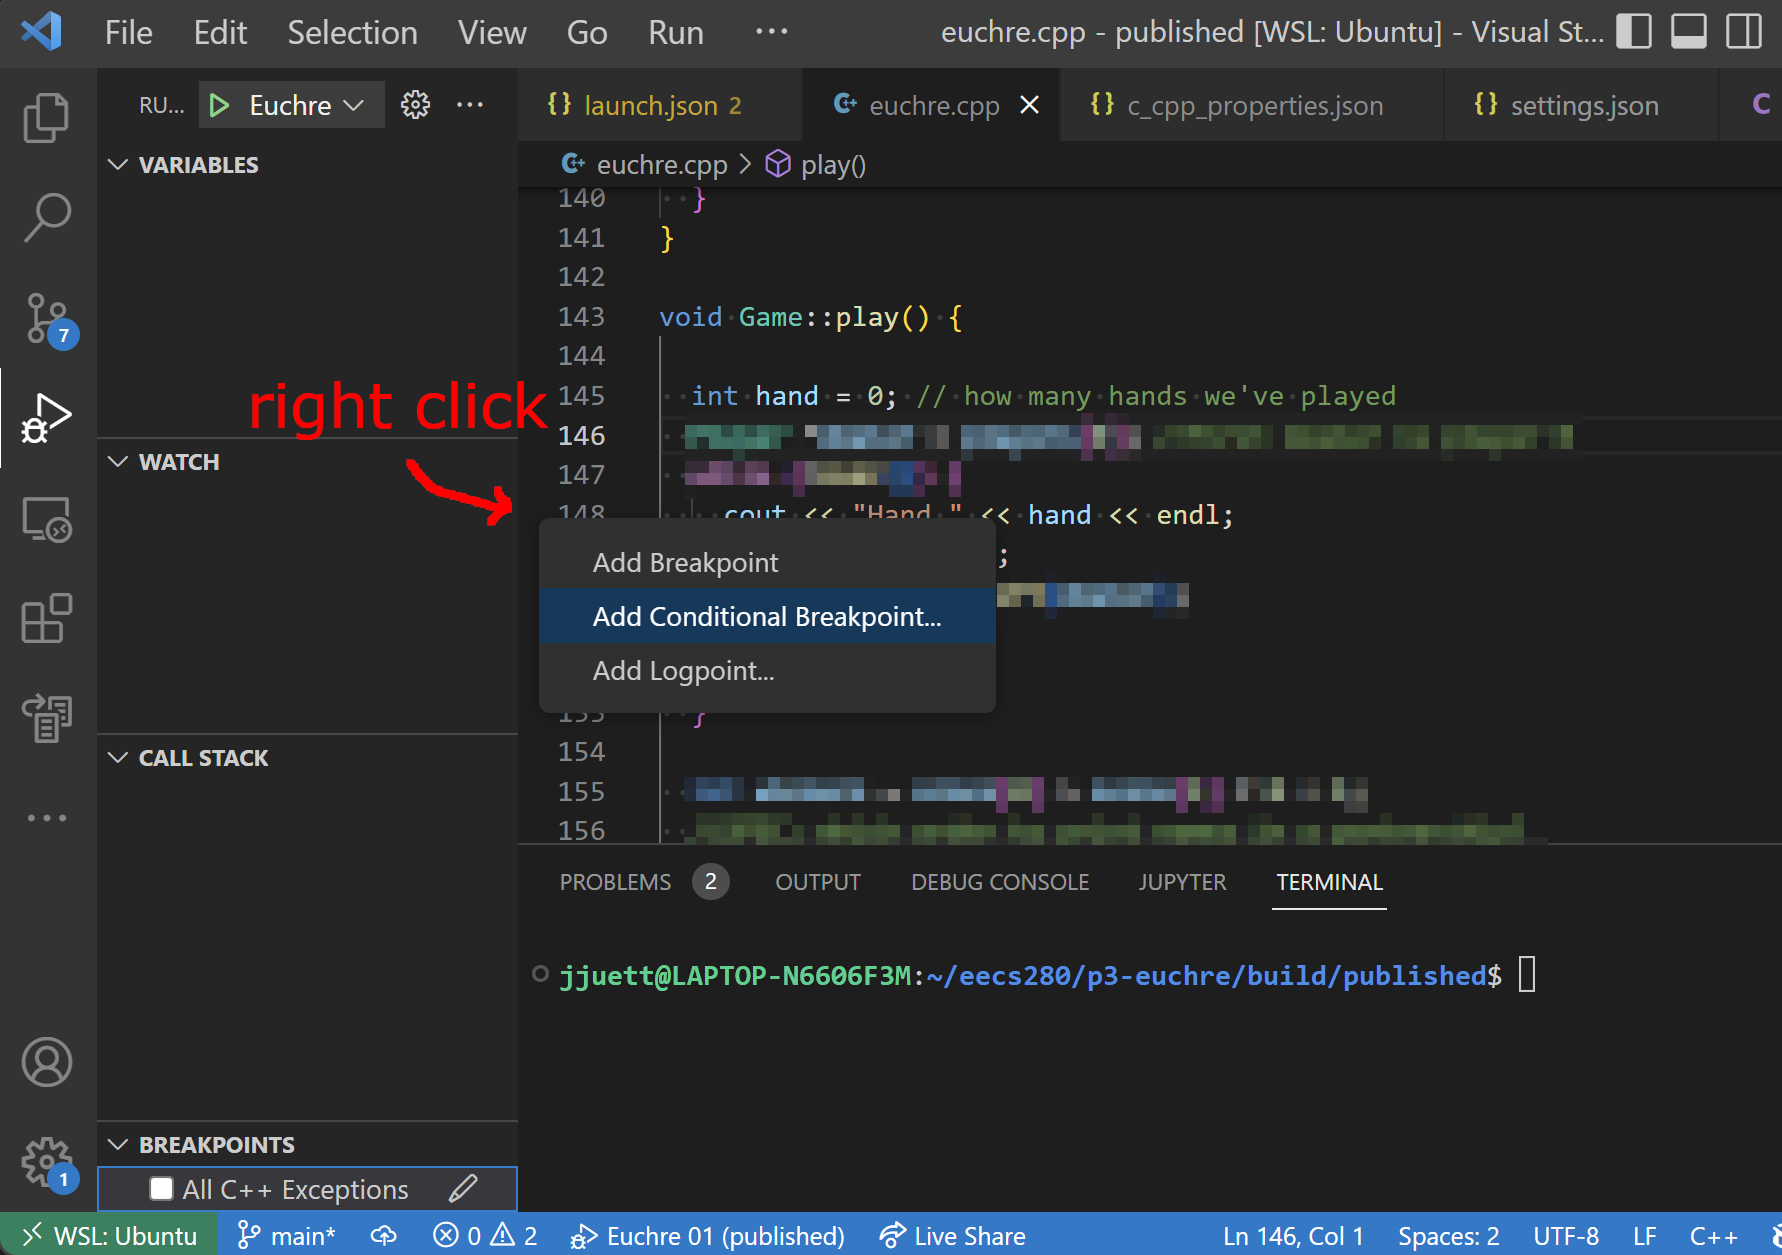 File Edit Selection View Go Run ··· euchre.cpp - published [WSL: Ubuntu] - Visual St...
RU... Euchre ···
{} launch.json 2
euchre.cpp
{} c_cpp_properties.json
{} settings.json
C
VARIABLES
euchre.cpp > play()
140 }
141 }
142
143 void Game::play() {
144
145 int hand = 0; // how many hands we've played
right click
146
147
148 cout << "Hand " << hand << endl;
;
Add Breakpoint
Add Conditional Breakpoint...
Add Logpoint...
153 }
154
155
156
7
WATCH
CALL STACK
PROBLEMS 2 OUTPUT DEBUG CONSOLE JUPYTER TERMINAL
jjuett@LAPTOP-N6606F3M:~/eecs280/p3-euchre/build/published$
BREAKPOINTS
1
All C++ Exceptions
WSL: Ubuntu main* 0 2 Euchre 01 (published) Live Share Ln 146, Col 1 Spaces: 2 UTF-8 LF C++